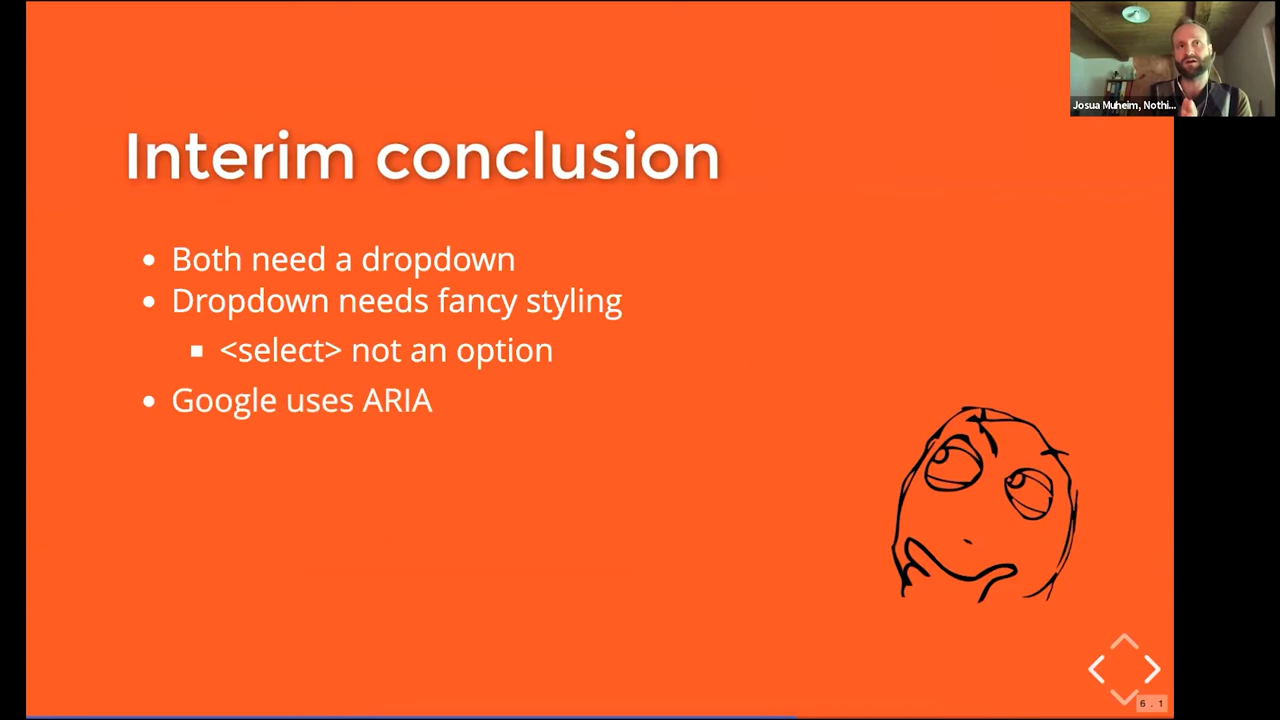 Josua Muheim, Nothi...
Interim conclusion
Both need a dropdown
Dropdown needs fancy styling
<select> not an option
Google uses ARIA
6 . 1